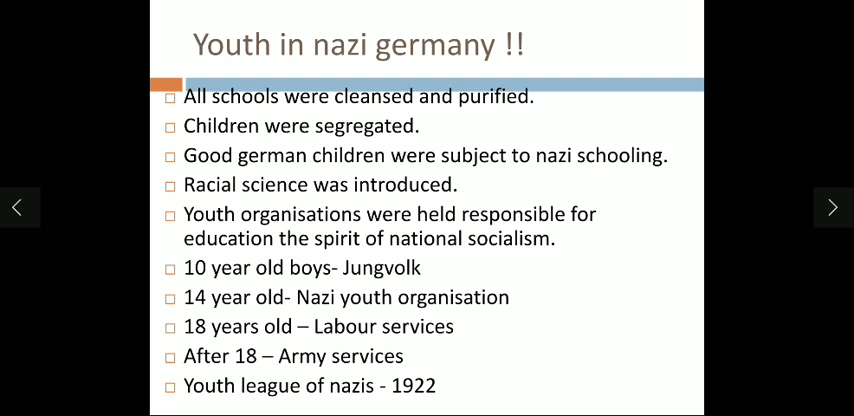 Youth in nazi germany !!
All schools were cleansed and purified.
Children were segregated.
Good german children were subject to nazi schooling.
Racial science was introduced.
Youth organisations were held responsible for
education the spirit of national socialism.
10 year old boys- Jungvolk
14 year old- Nazi youth organisation
18 years old – Labour services
After 18 – Army services
Youth league of nazis - 1922